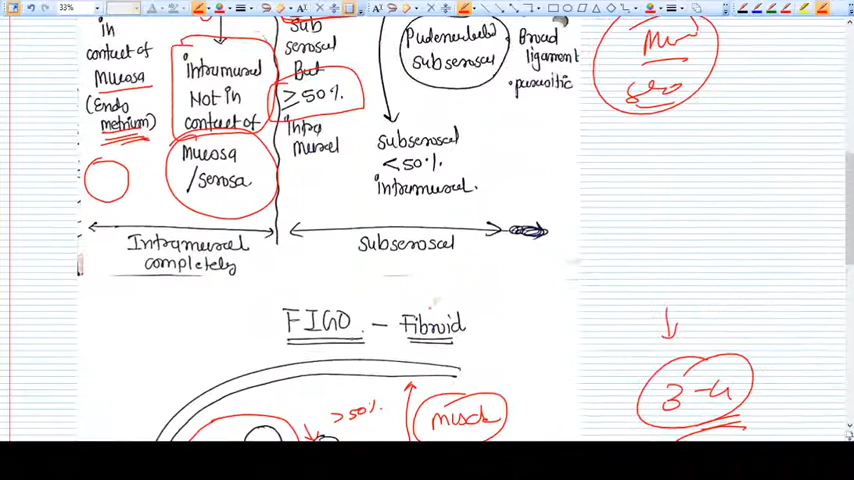 33%
in
contact of
Mucosa
(Endo
metrium)
intramural
Not in
contact of
Mucosa
/serosa
Sub
serosal
But
≥50%
intra
mural
Pedunculated
subserosal
• Broad
ligament
• parasitic
subserosal
<50%
intramural.
Intramural
completely
subserosal
FIGO - Fibroid
>50%
muscle
3-4